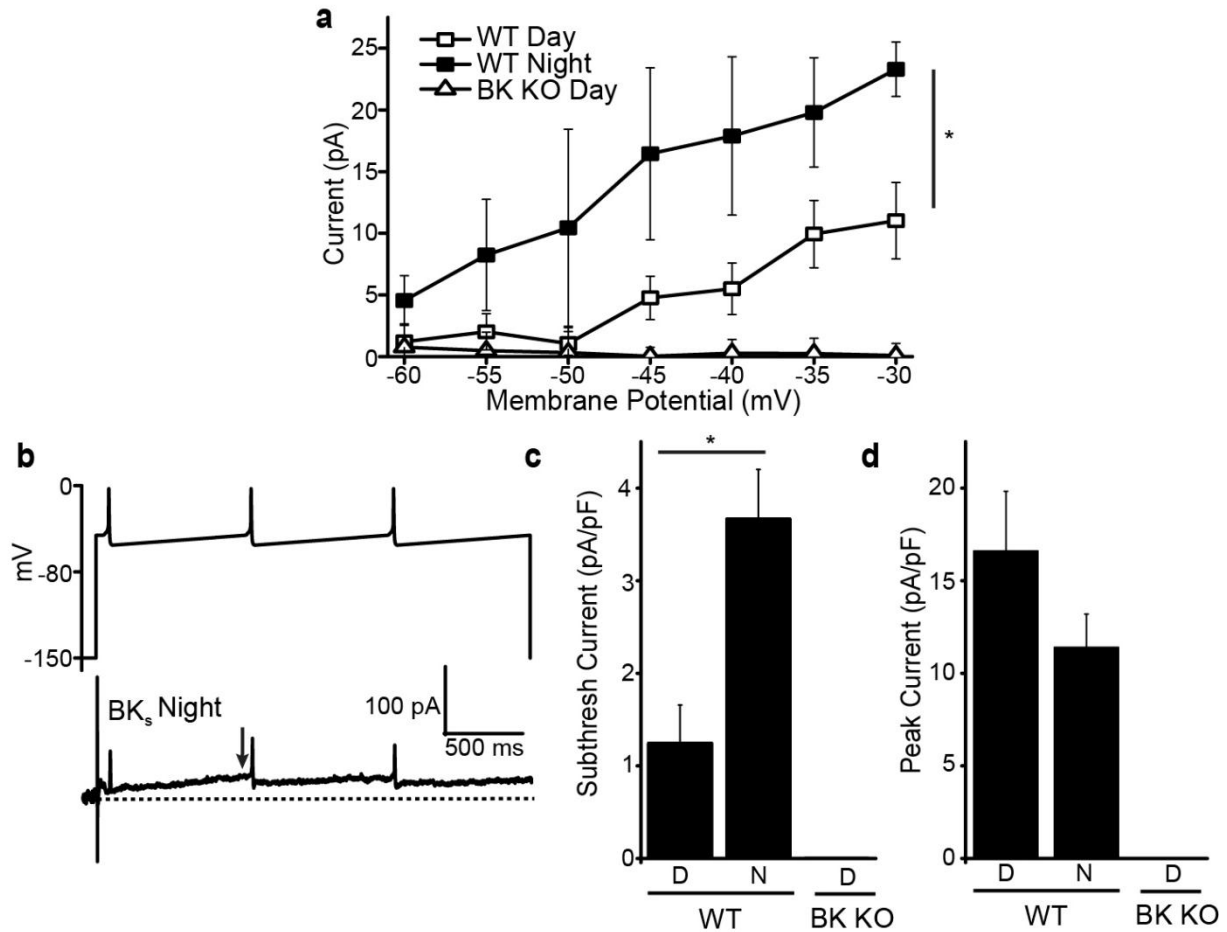 a
WT Day
WT Night
BK KO Day
25
20
15
10
5
0
Current (pA)
*
-60 -55 -50 -45 -40 -35 -30
Membrane Potential (mV)
b
0
-80
-150
mV
BKs Night
100 pA
500 ms
c
*
4
3
2
1
0
Subthresh Current (pA/pF)
D N D
WT BK KO
d
20
15
10
5
0
Peak Current (pA/pF)
D N D
WT BK KO